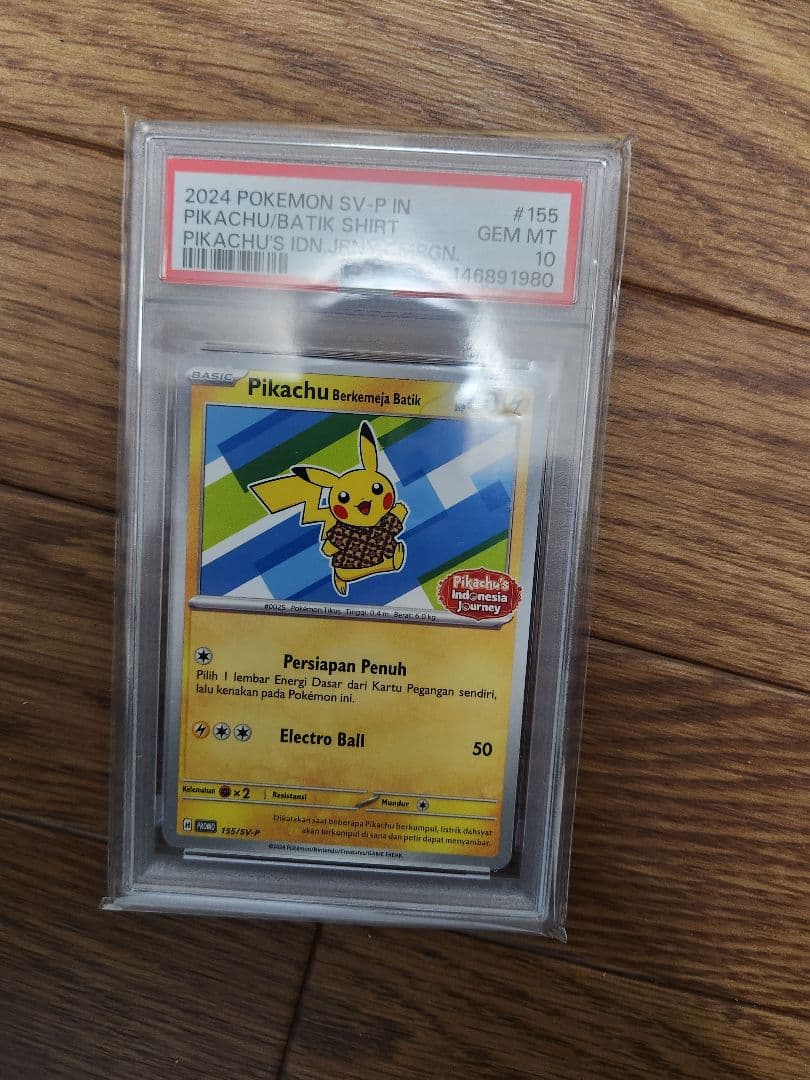 2024 POKEMON SV-P IN
#155
PIKACHU/BATIK SHIRT
GEM MT
PIKACHU'S IDN.
10
146891980
BASIC
Pikachu Berkemeja Batik
HP
Pikachu's
Indonesia
Journey
#0025 Pokémon Tikus Tinggi: 0.4 m Berat: 6.0 kg
Persiapan Penuh
Pilih 1 lembar Energi Dasar dari Kartu Pegangan sendiri,
lalu kenakan pada Pokémon ini.
Electro Ball
50
Kelemahan ×2
Resistansi
Mundur
H PROMO 155/SV-P
Dikatakan saat beberapa Pikachu berkumpul, listrik dahsyat
akan terkumpul di sana dan petir dapat menyambar.
©2024 Pokémon/Nintendo/Creatures/GAME FREAK